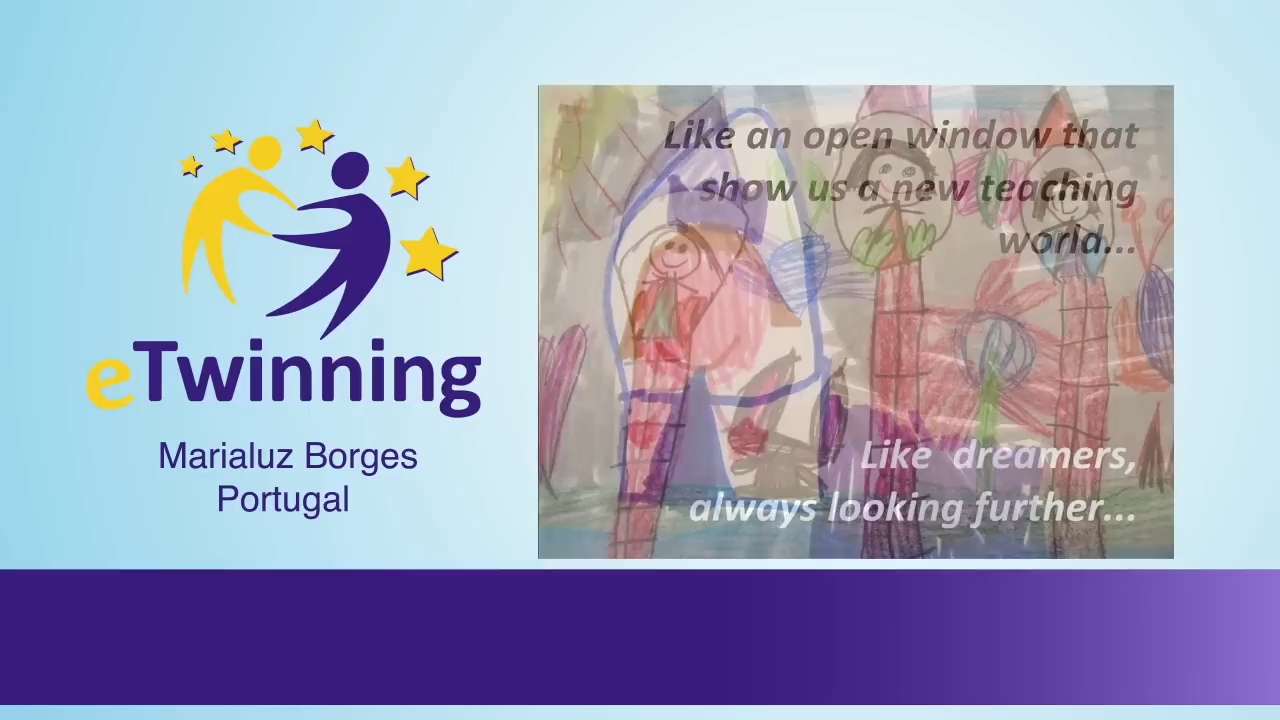 eTwinning
Marialuz Borges
Portugal
Like an open window that
show us a new teaching
world...
Like dreamers,
always looking further...